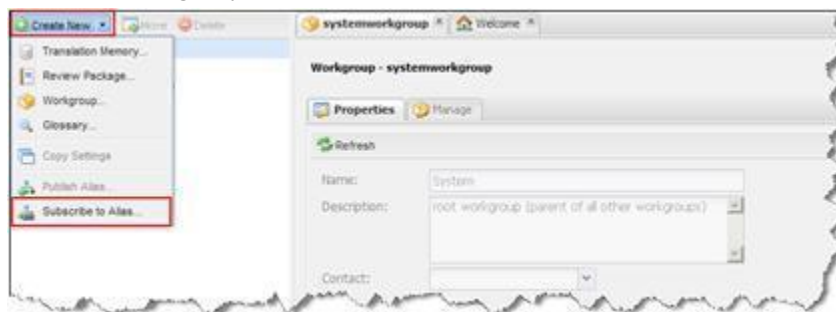 Create New
Move
Delete
Translation Memory...
Review Package...
Workgroup...
Glossary...
Copy Settings
Publish Alias...
Subscribe to Alias...
systemworkgroup
Welcome
Workgroup - systemworkgroup
Properties
Manage
Refresh
Name:
System
Description:
root workgroup (parent of all other workgroups)
Contact: